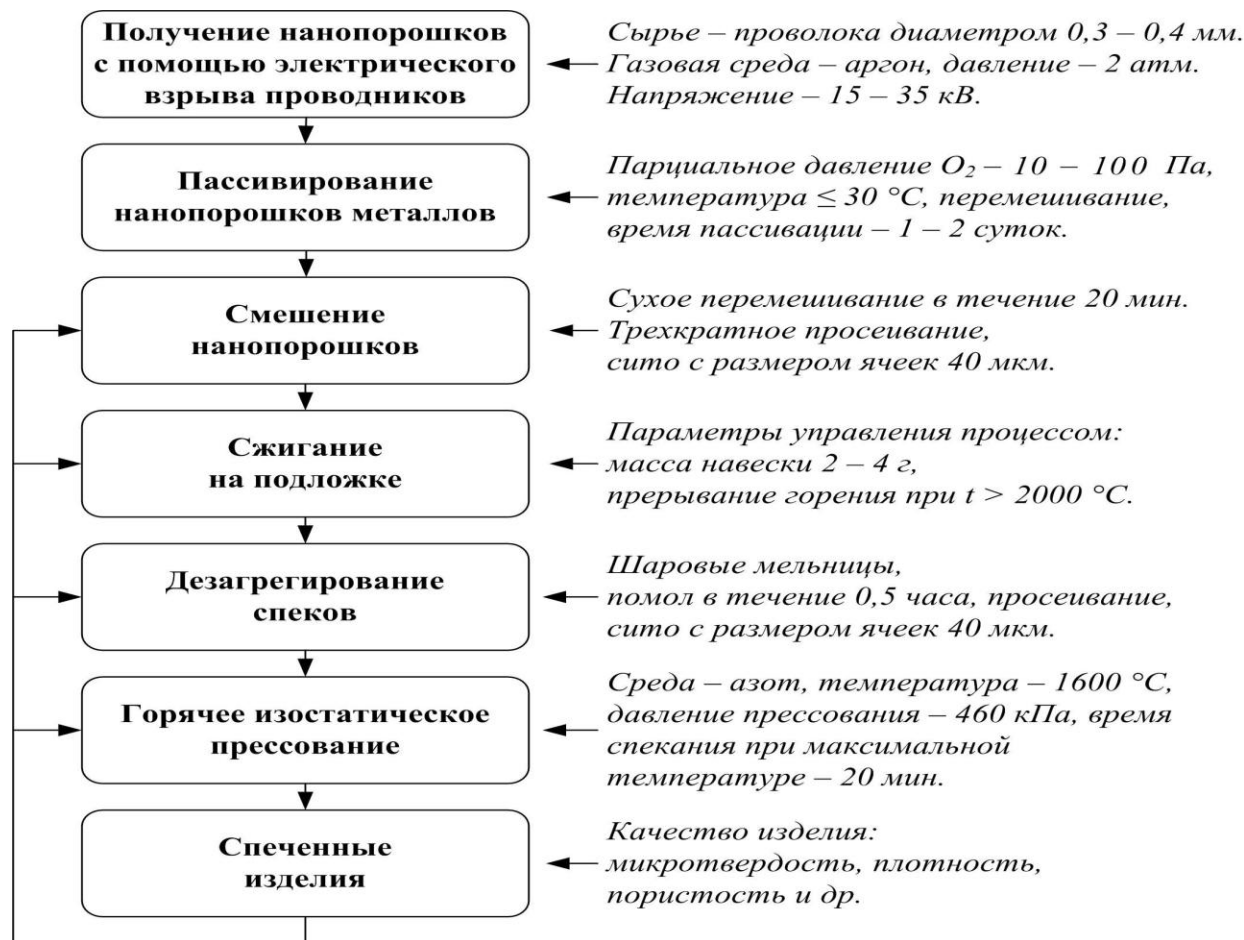 Получение нанопорошков
с помощью электрического
взрыва проводников
Сырье – проволока диаметром 0,3 – 0,4 мм.
Газовая среда – аргон, давление – 2 атм.
Напряжение – 15 – 35 кВ.
Пассивирование
нанопорошков металлов
Парциальное давление O₂ – 10 – 100 Па,
температура ≤ 30 °C, перемешивание,
время пассивации – 1 – 2 суток.
Смешение
нанопорошков
Сухое перемешивание в течение 20 мин.
Трехкратное просеивание,
сито с размером ячеек 40 мкм.
Сжигание
на подложке
Параметры управления процессом:
масса навески 2 – 4 г,
прерывание горения при t > 2000 °C.
Дезагрегирование
спеков
Шаровые мельницы,
помол в течение 0,5 часа, просеивание,
сито с размером ячеек 40 мкм.
Горячее изостатическое
прессование
Среда – азот, температура – 1600 °C,
давление прессования – 460 кПа, время
спекания при максимальной
температуре – 20 мин.
Спеченные
изделия
Качество изделия:
микротвердость, плотность,
пористость и др.